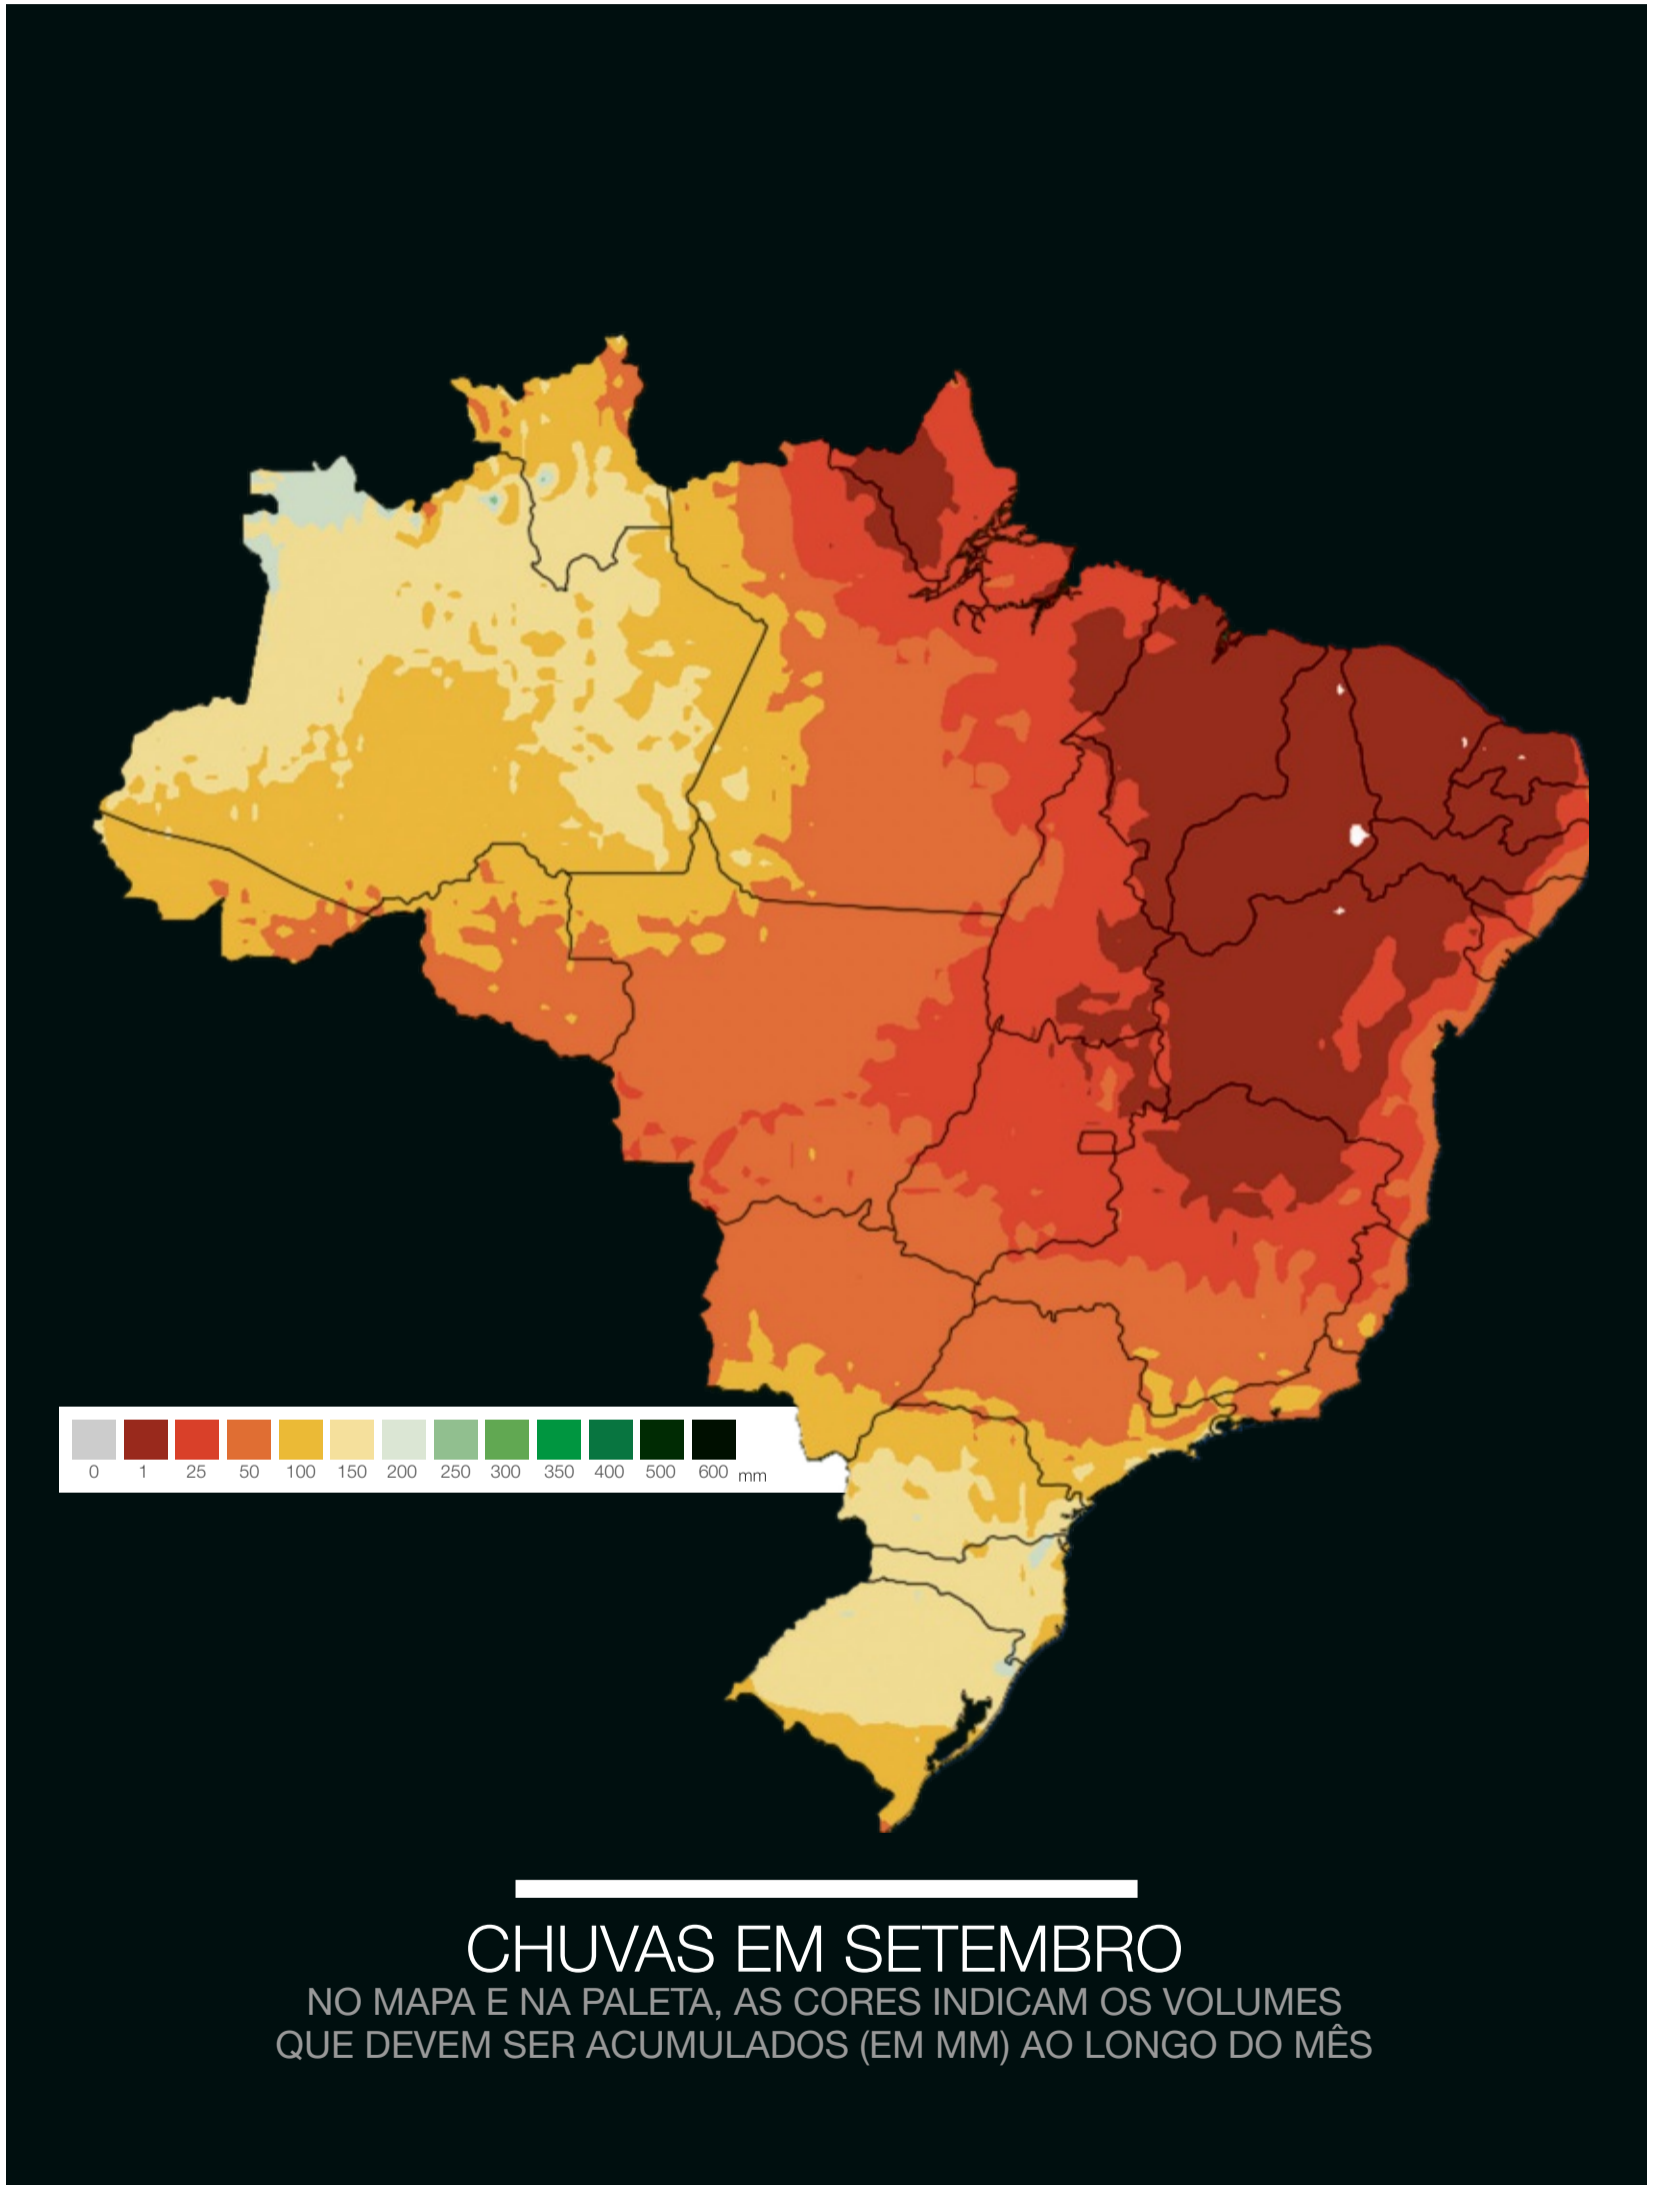 0 1 25 50 100 150 200 250 300 350 400 500 600 mm
CHUVAS EM SETEMBRO
NO MAPA E NA PALETA, AS CORES INDICAM OS VOLUMES
QUE DEVEM SER ACUMULADOS (EM MM) AO LONGO DO MÊS